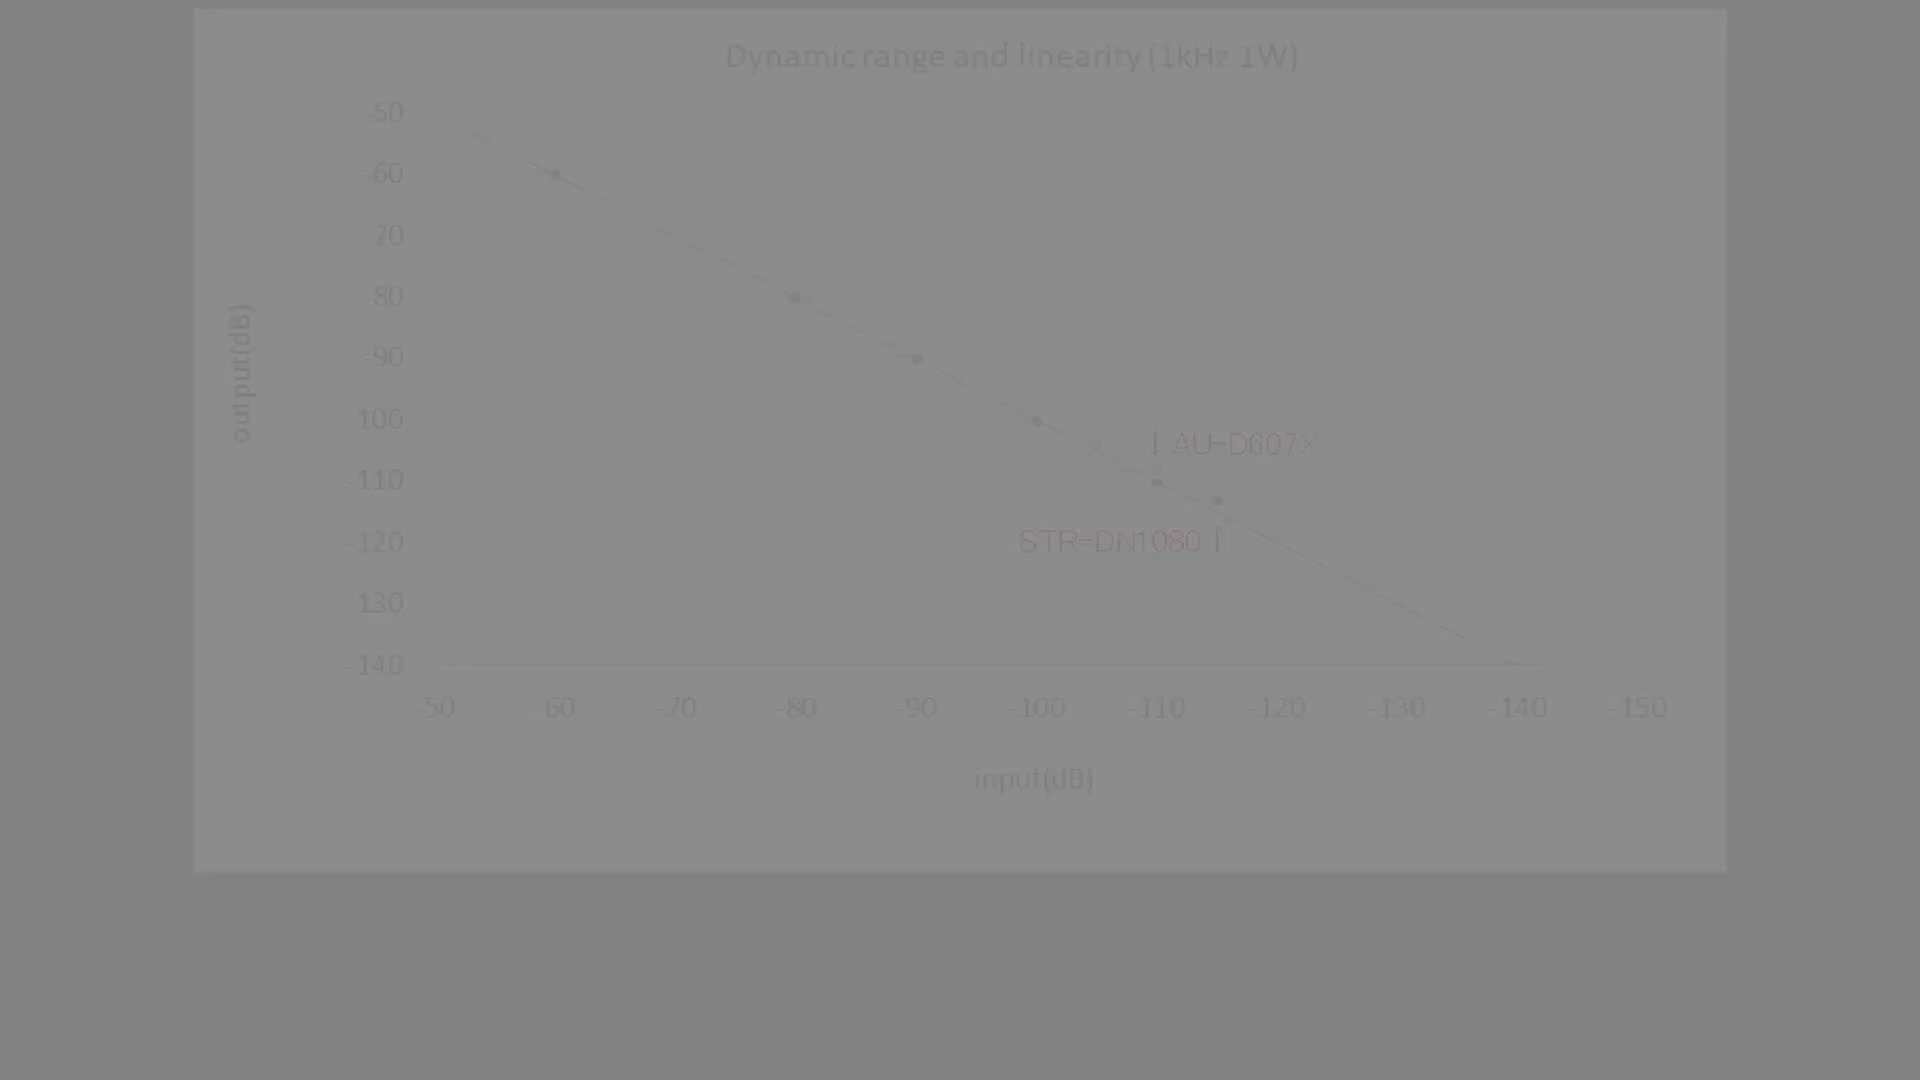 Dynamic range and linearity (1kHz 1W)
-50
-60
-70
-80
-90
-100
-110
-120
-130
-140
output(dB)
↓ AU-D607X
STR-DN1080 ↑
-50 -60 -70 -80 -90 -100 -110 -120 -130 -140 -150
input(dB)